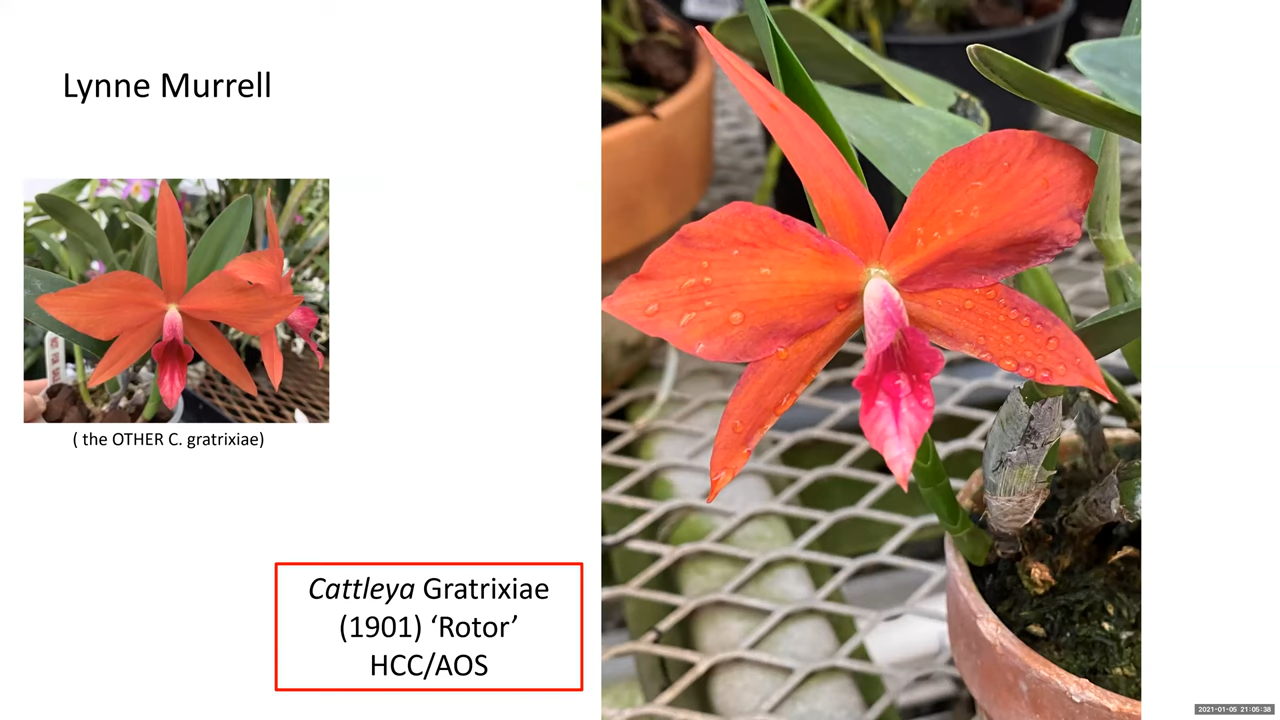 Lynne Murrell
( the OTHER C. gratrixiae)
Cattleya Gratrixiae
(1901) ‘Rotor’
HCC/AOS
2021-01-05 21:05:38